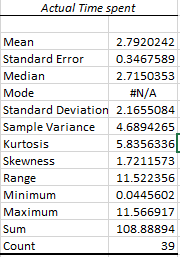 Actual Time spent
Mean 2.7920242
Standard Error 0.3467589
Median 2.7150353
Mode #N/A
Standard Deviation 2.1655084
Sample Variance 4.6894265
Kurtosis 5.8356336
Skewness 1.7211573
Range 11.522356
Minimum 0.0445602
Maximum 11.566917
Sum 108.88894
Count 39